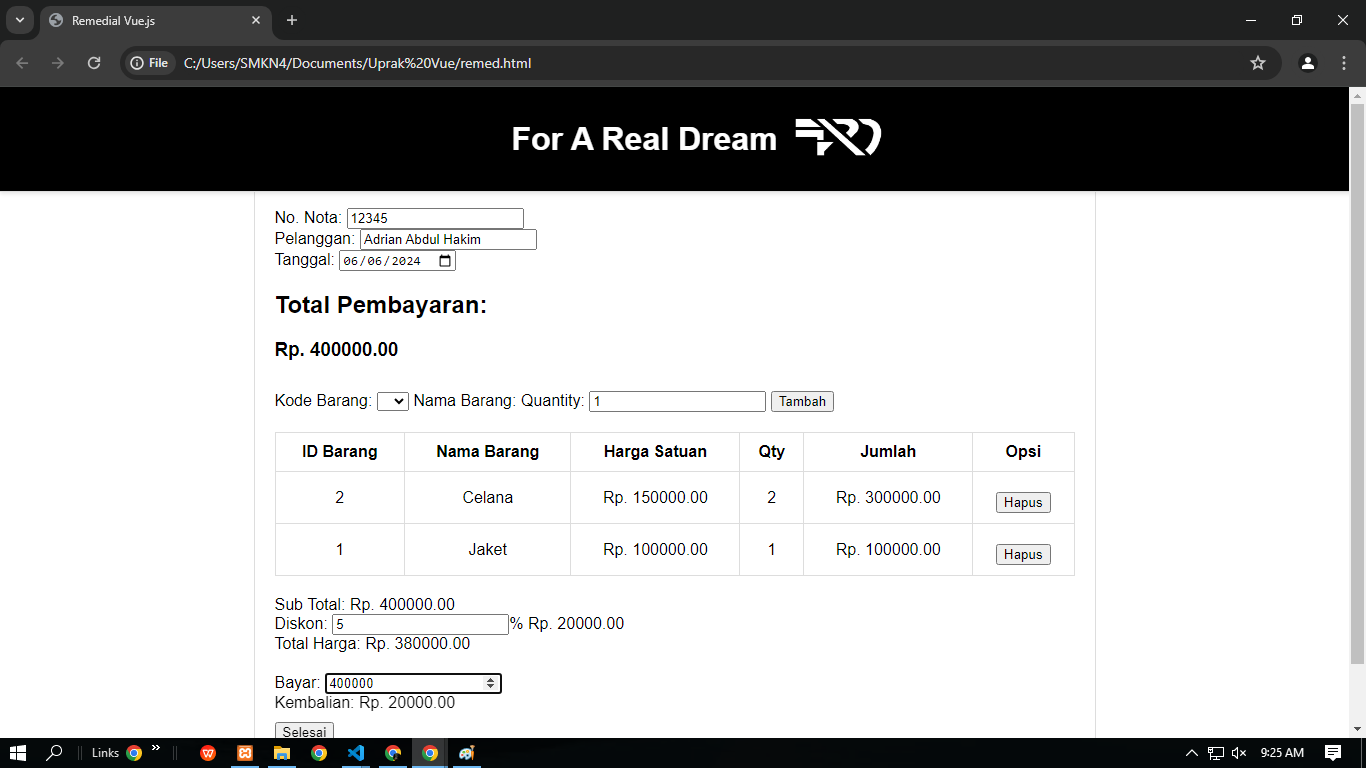 Remedial Vue.js
File C:/Users/SMKN4/Documents/Uprak%20Vue/remed.html
For A Real Dream FRD
No. Nota: 12345
Pelanggan: Adrian Abdul Hakim
Tanggal: 06/06/2024
Total Pembayaran:
Rp. 400000.00
Kode Barang: Nama Barang: Quantity: 1 Tambah
ID Barang Nama Barang Harga Satuan Qty Jumlah Opsi
2 Celana Rp. 150000.00 2 Rp. 300000.00 Hapus
1 Jaket Rp. 100000.00 1 Rp. 100000.00 Hapus
Sub Total: Rp. 400000.00
Diskon: 5% Rp. 20000.00
Total Harga: Rp. 380000.00
Bayar: 400000
Kembalian: Rp. 20000.00
Selesai
Links 9:25 AM